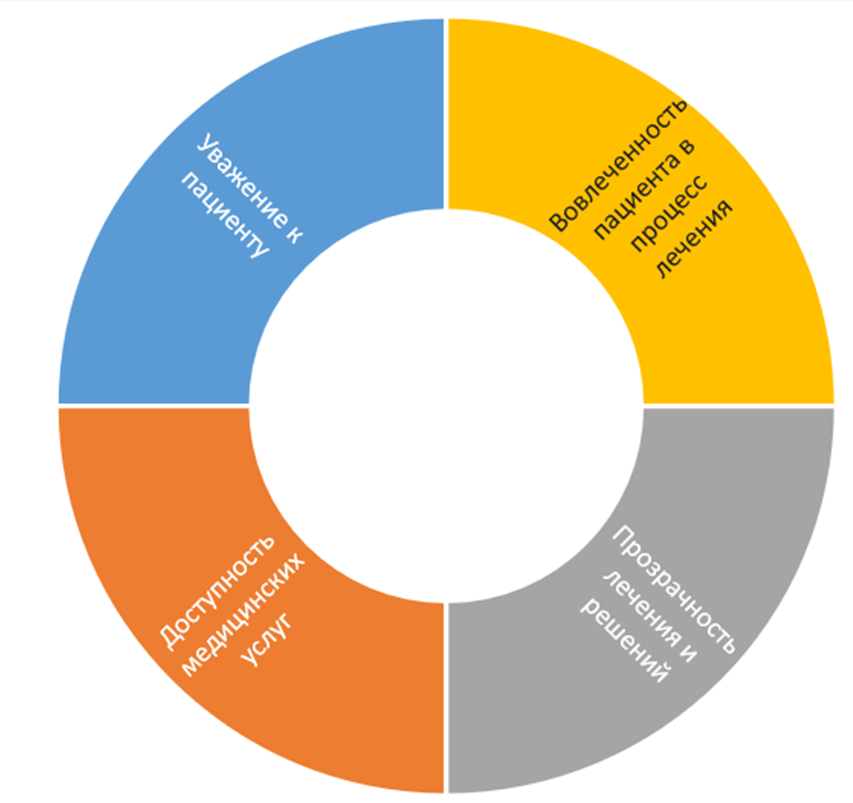 Уважение к
пациенту
Вовлеченность
пациента в
процесс
лечения
Доступность
медицинских
услуг
Прозрачность
лечения и
решений